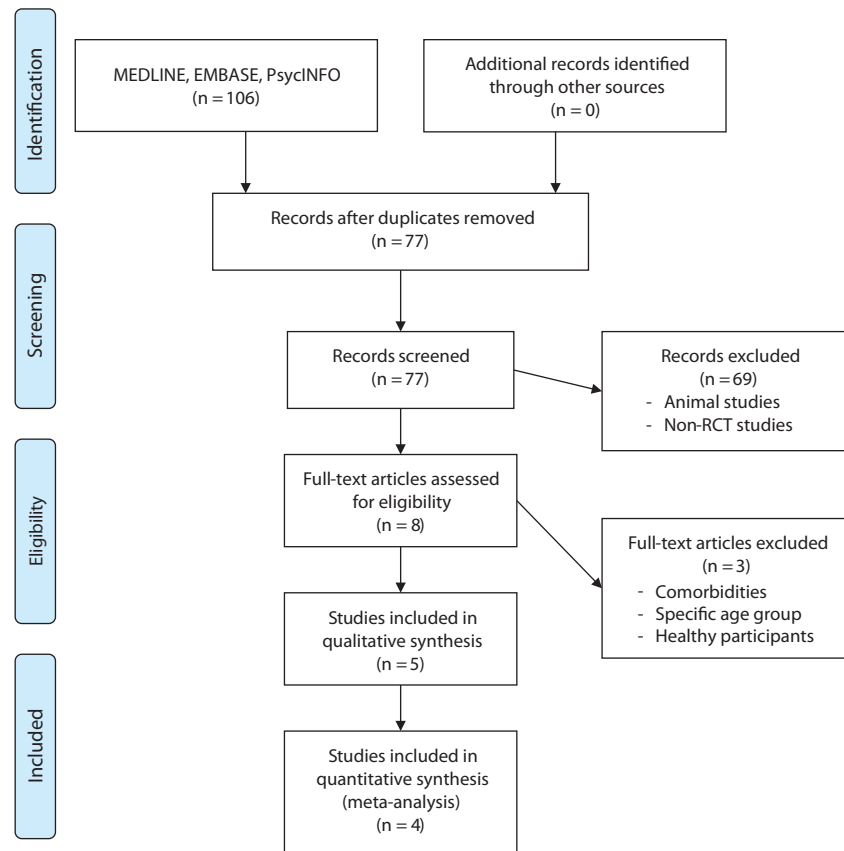 Identification
MEDLINE, EMBASE, PsycINFO
(n = 106)
Additional records identified
through other sources
(n = 0)
Records after duplicates removed
(n = 77)
Screening
Records screened
(n = 77)
Records excluded
(n = 69)
- Animal studies
- Non-RCT studies
Eligibility
Full-text articles assessed
for eligibility
(n = 8)
Full-text articles excluded
(n = 3)
- Comorbidities
- Specific age group
- Healthy participants
Studies included in
qualitative synthesis
(n = 5)
Included
Studies included in
quantitative synthesis
(meta-analysis)
(n = 4)